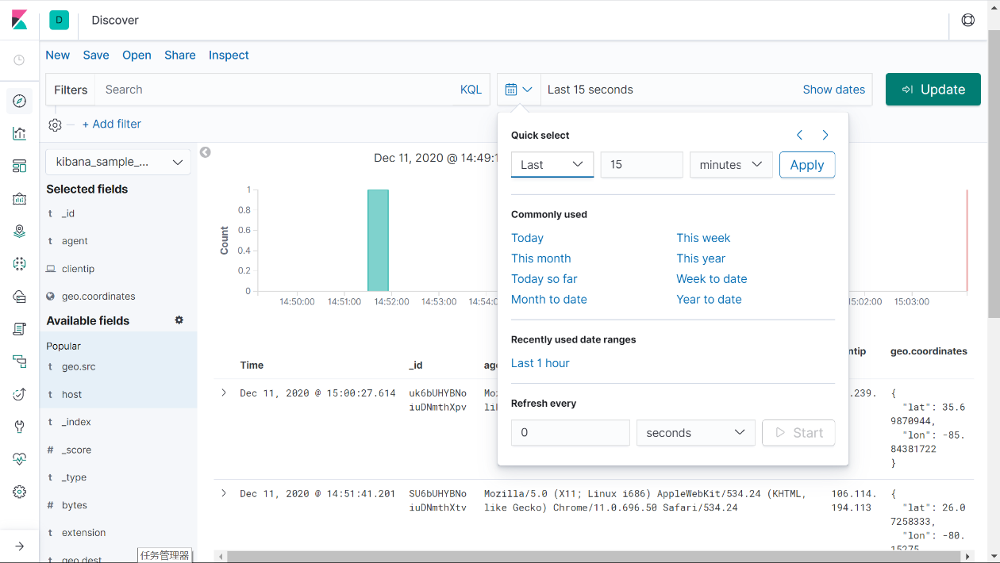 D
Discover
New Save Open Share Inspect
Filters Search KQL
Last 15 seconds Show dates
Update
+ Add filter
kibana_sample_...
Selected fields
t _id
t agent
clientip
geo.coordinates
Available fields
Popular
t geo.src
t host
t _index
# _score
t _type
# bytes
t extension
t geo.dest
任务管理器
Dec 11, 2020 @ 14:49:1
Count
1
0.8
0.6
0.4
0.2
0
14:50:00 14:51:00 14:52:00 14:53:00 14:54:0 15:02:00 15:03:00
Quick select
Last 15 minutes Apply
Commonly used
Today This week
This month This year
Today so far Week to date
Month to date Year to date
Recently used date ranges
Last 1 hour
Refresh every
0 seconds Start
Time _id age ntip geo.coordinates
Dec 11, 2020 @ 15:00:27.614 uk6bUHYBNo Moz .239. {
iuDNmthXpv lik "lat": 35.6
9870944,
"lon": -85.
84381722
}
Dec 11, 2020 @ 14:51:41.201 SU6bUHYBNo Mozilla/5.0 (X11; Linux i686) AppleWebKit/534.24 (KHTML, 106.114. {
iuDNmthXtv like Gecko) Chrome/11.0.696.50 Safari/534.24 194.113 "lat": 26.0
7258333,
"lon": -80.
15275